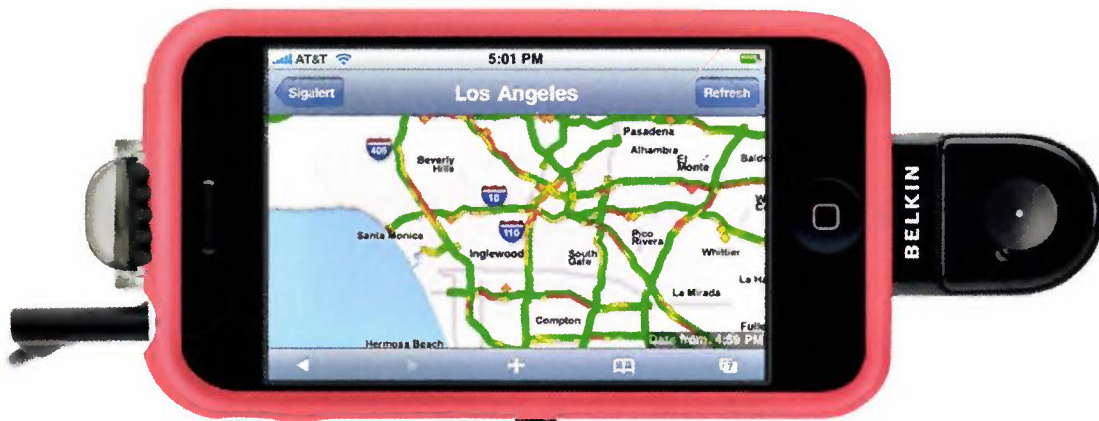 AT&T 5:01 PM
Sigalert Los Angeles Refresh
Pasadena
Alhambra
El
Monte
405
Beverly
Hills
10
Santa Monica
110
Inglewood
South
Gate
Pico
Rivera
Whittier
La Mirada
Compton
Data from: 4:59 PM
Hermosa Beach
BELKIN